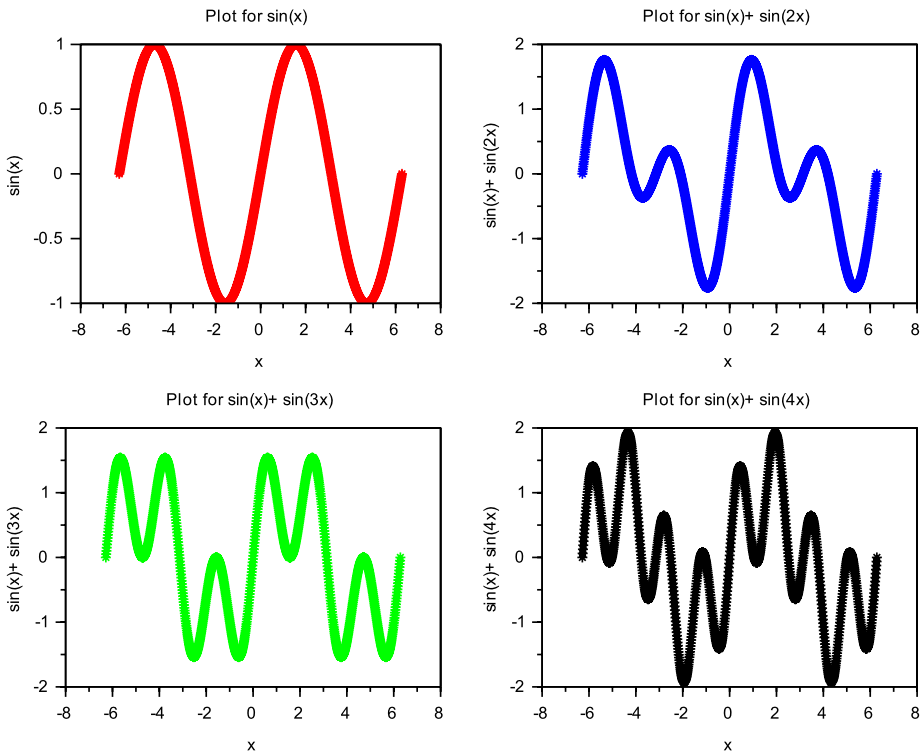 Plot for sin(x)
1
0.5
0
-0.5
-1
sin(x)
-8 -6 -4 -2 0 2 4 6 8
x
Plot for sin(x)+ sin(2x)
2
1
0
-1
-2
sin(x)+ sin(2x)
-8 -6 -4 -2 0 2 4 6 8
x
Plot for sin(x)+ sin(3x)
2
1
0
-1
-2
sin(x)+ sin(3x)
-8 -6 -4 -2 0 2 4 6 8
x
Plot for sin(x)+ sin(4x)
2
1
0
-1
-2
sin(x)+ sin(4x)
-8 -6 -4 -2 0 2 4 6 8
x